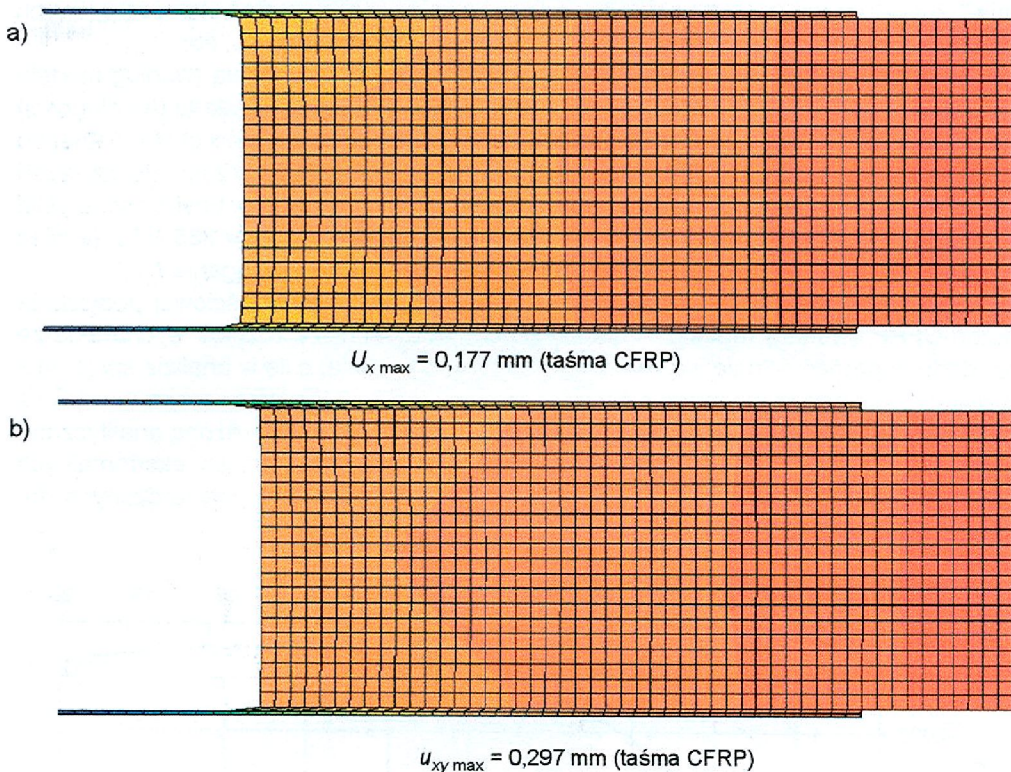 a)
Ux max = 0,177 mm (taśma CFRP)
b)
uxy max = 0,297 mm (taśma CFRP)